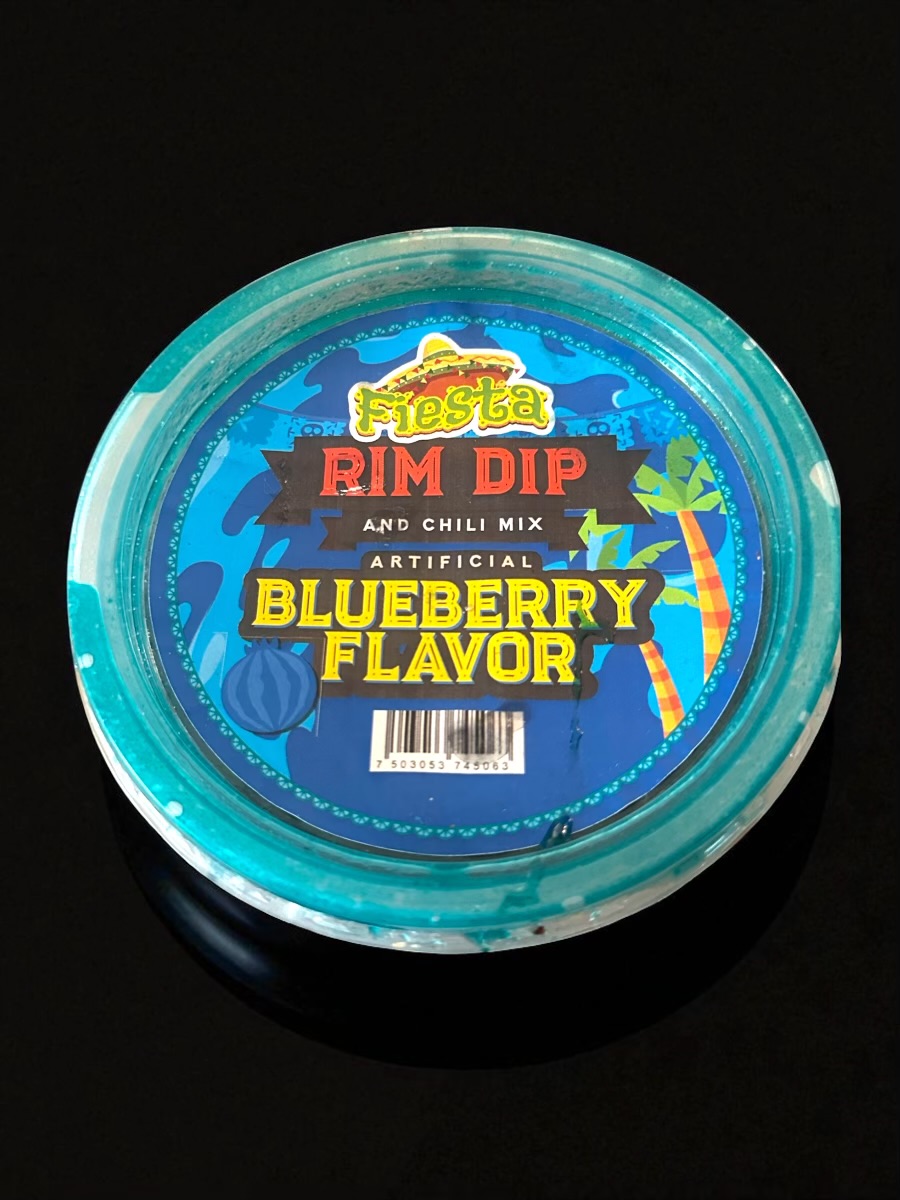 Fiesta
RIM DIP
AND CHILI MIX
ARTIFICIAL
BLUEBERRY
FLAVOR
7 503053 745063